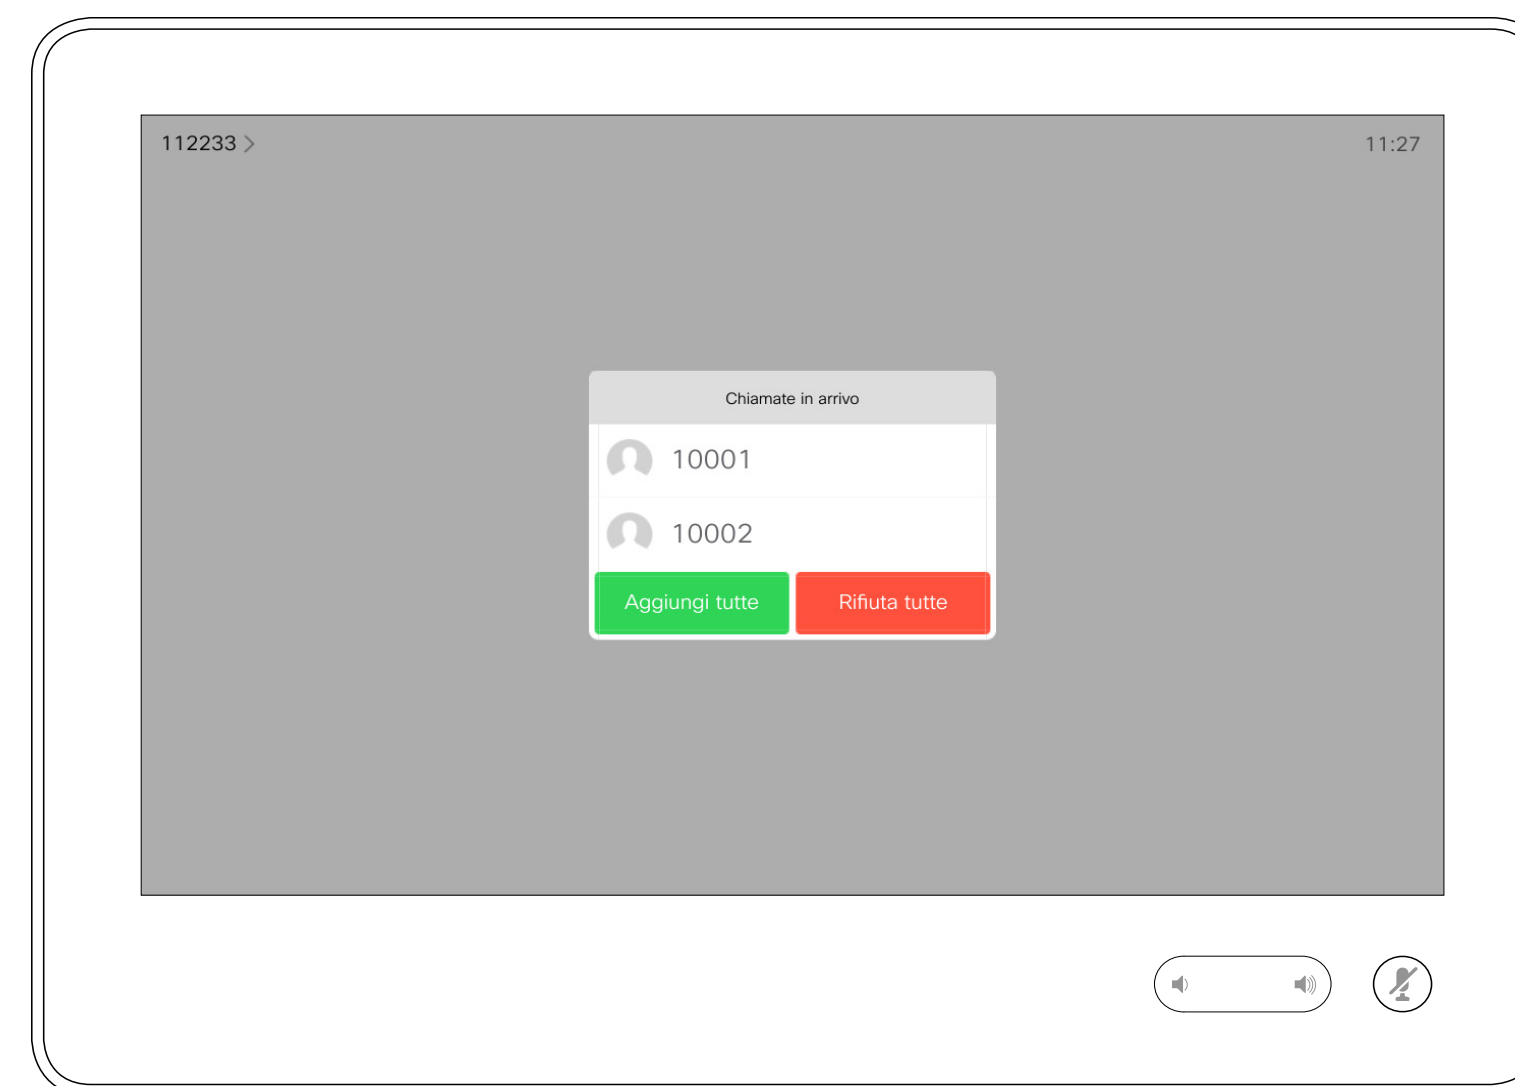 112233
11:27
Chiamate in arrivo
10001
10002
Aggiungi tutte
Rifiuta tutte